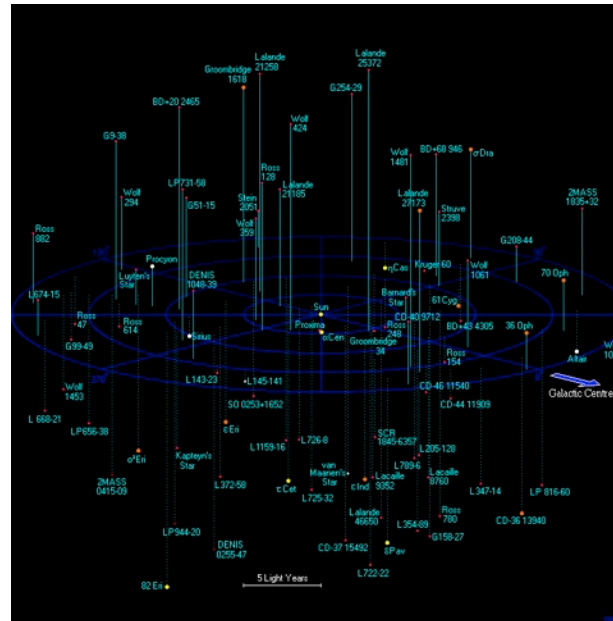 Lalande
25372
Lalande
21258
Groombridge
1618
G254-29
BD+20 2465
Wolf
424
G9-38
Wolf
1481
BD+68 946
σ Dra
Ross
128
LP731-58
Lalande
21185
Wolf
294
G51-15
Stein
2051
Lalande
27173
Struve
2398
2MASS
1835+32
Wolf
359
Ross
882
G208-44
Procyon
Luyten's
Star
ηCas
Kruger 60
Wolf
1061
70 Oph
DENIS
1048-39
L674-15
Barnard's
Star
61 Cyg
Sun
CD-40 9712
Ross
47
Ross
614
Proxima
αCen
Ross
248
BD+43 4305
36 Oph
Sirius
Groombridge
34
G99-49
Altair
Ross
154
L143-23
L145-141
Galactic Centre
Wolf
1453
CD-46 11540
SO 0253+1652
CD-44 11909
L 668-21
LP656-38
εEri
SCR
1845-6357
L1159-16
L726-8
Kapteyn's
Star
L205-128
ο²Eri
L789-6
van
Maanen's
Star
2MASS
0415-09
L372-58
τ Cet
ε Ind
Lacaille
9352
Lacaille
8760
L725-32
L347-14
LP 816-60
Lalande
46650
Ross
780
CD-36 13940
LP944-20
L354-89
G158-27
DENIS
0255-47
CD-37 15492
δPav
L722-22
82 Eri
5 Light Years